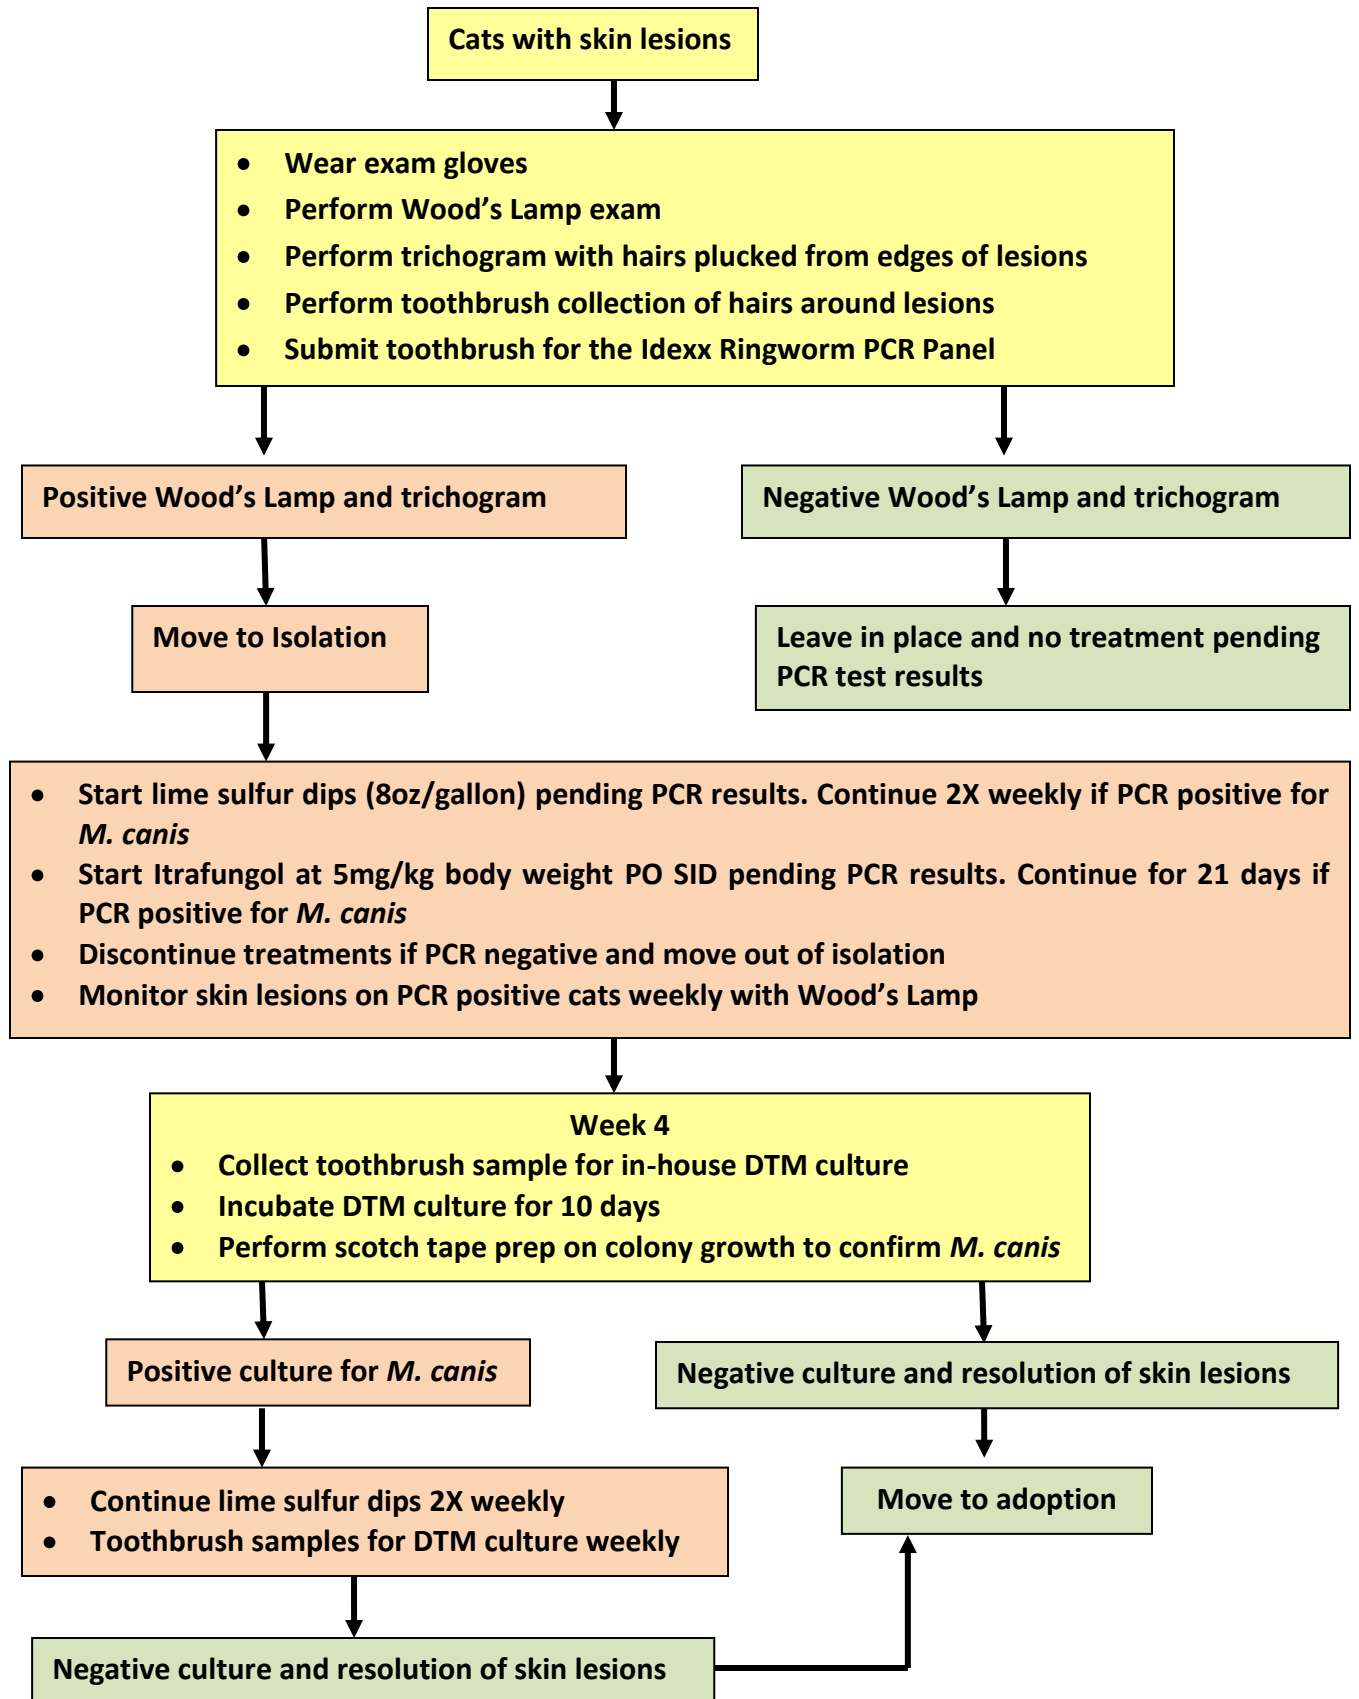 Cats with skin lesions
• Wear exam gloves
• Perform Wood’s Lamp exam
• Perform trichogram with hairs plucked from edges of lesions
• Perform toothbrush collection of hairs around lesions
• Submit toothbrush for the Idexx Ringworm PCR Panel
Positive Wood’s Lamp and trichogram
Negative Wood’s Lamp and trichogram
Move to Isolation
Leave in place and no treatment pending
PCR test results
• Start lime sulfur dips (8oz/gallon) pending PCR results. Continue 2X weekly if PCR positive for
M. canis
• Start Itrafungol at 5mg/kg body weight PO SID pending PCR results. Continue for 21 days if
PCR positive for M. canis
• Discontinue treatments if PCR negative and move out of isolation
• Monitor skin lesions on PCR positive cats weekly with Wood’s Lamp
Week 4
• Collect toothbrush sample for in-house DTM culture
• Incubate DTM culture for 10 days
• Perform scotch tape prep on colony growth to confirm M. canis
Positive culture for M. canis
Negative culture and resolution of skin lesions
• Continue lime sulfur dips 2X weekly
• Toothbrush samples for DTM culture weekly
Move to adoption
Negative culture and resolution of skin lesions